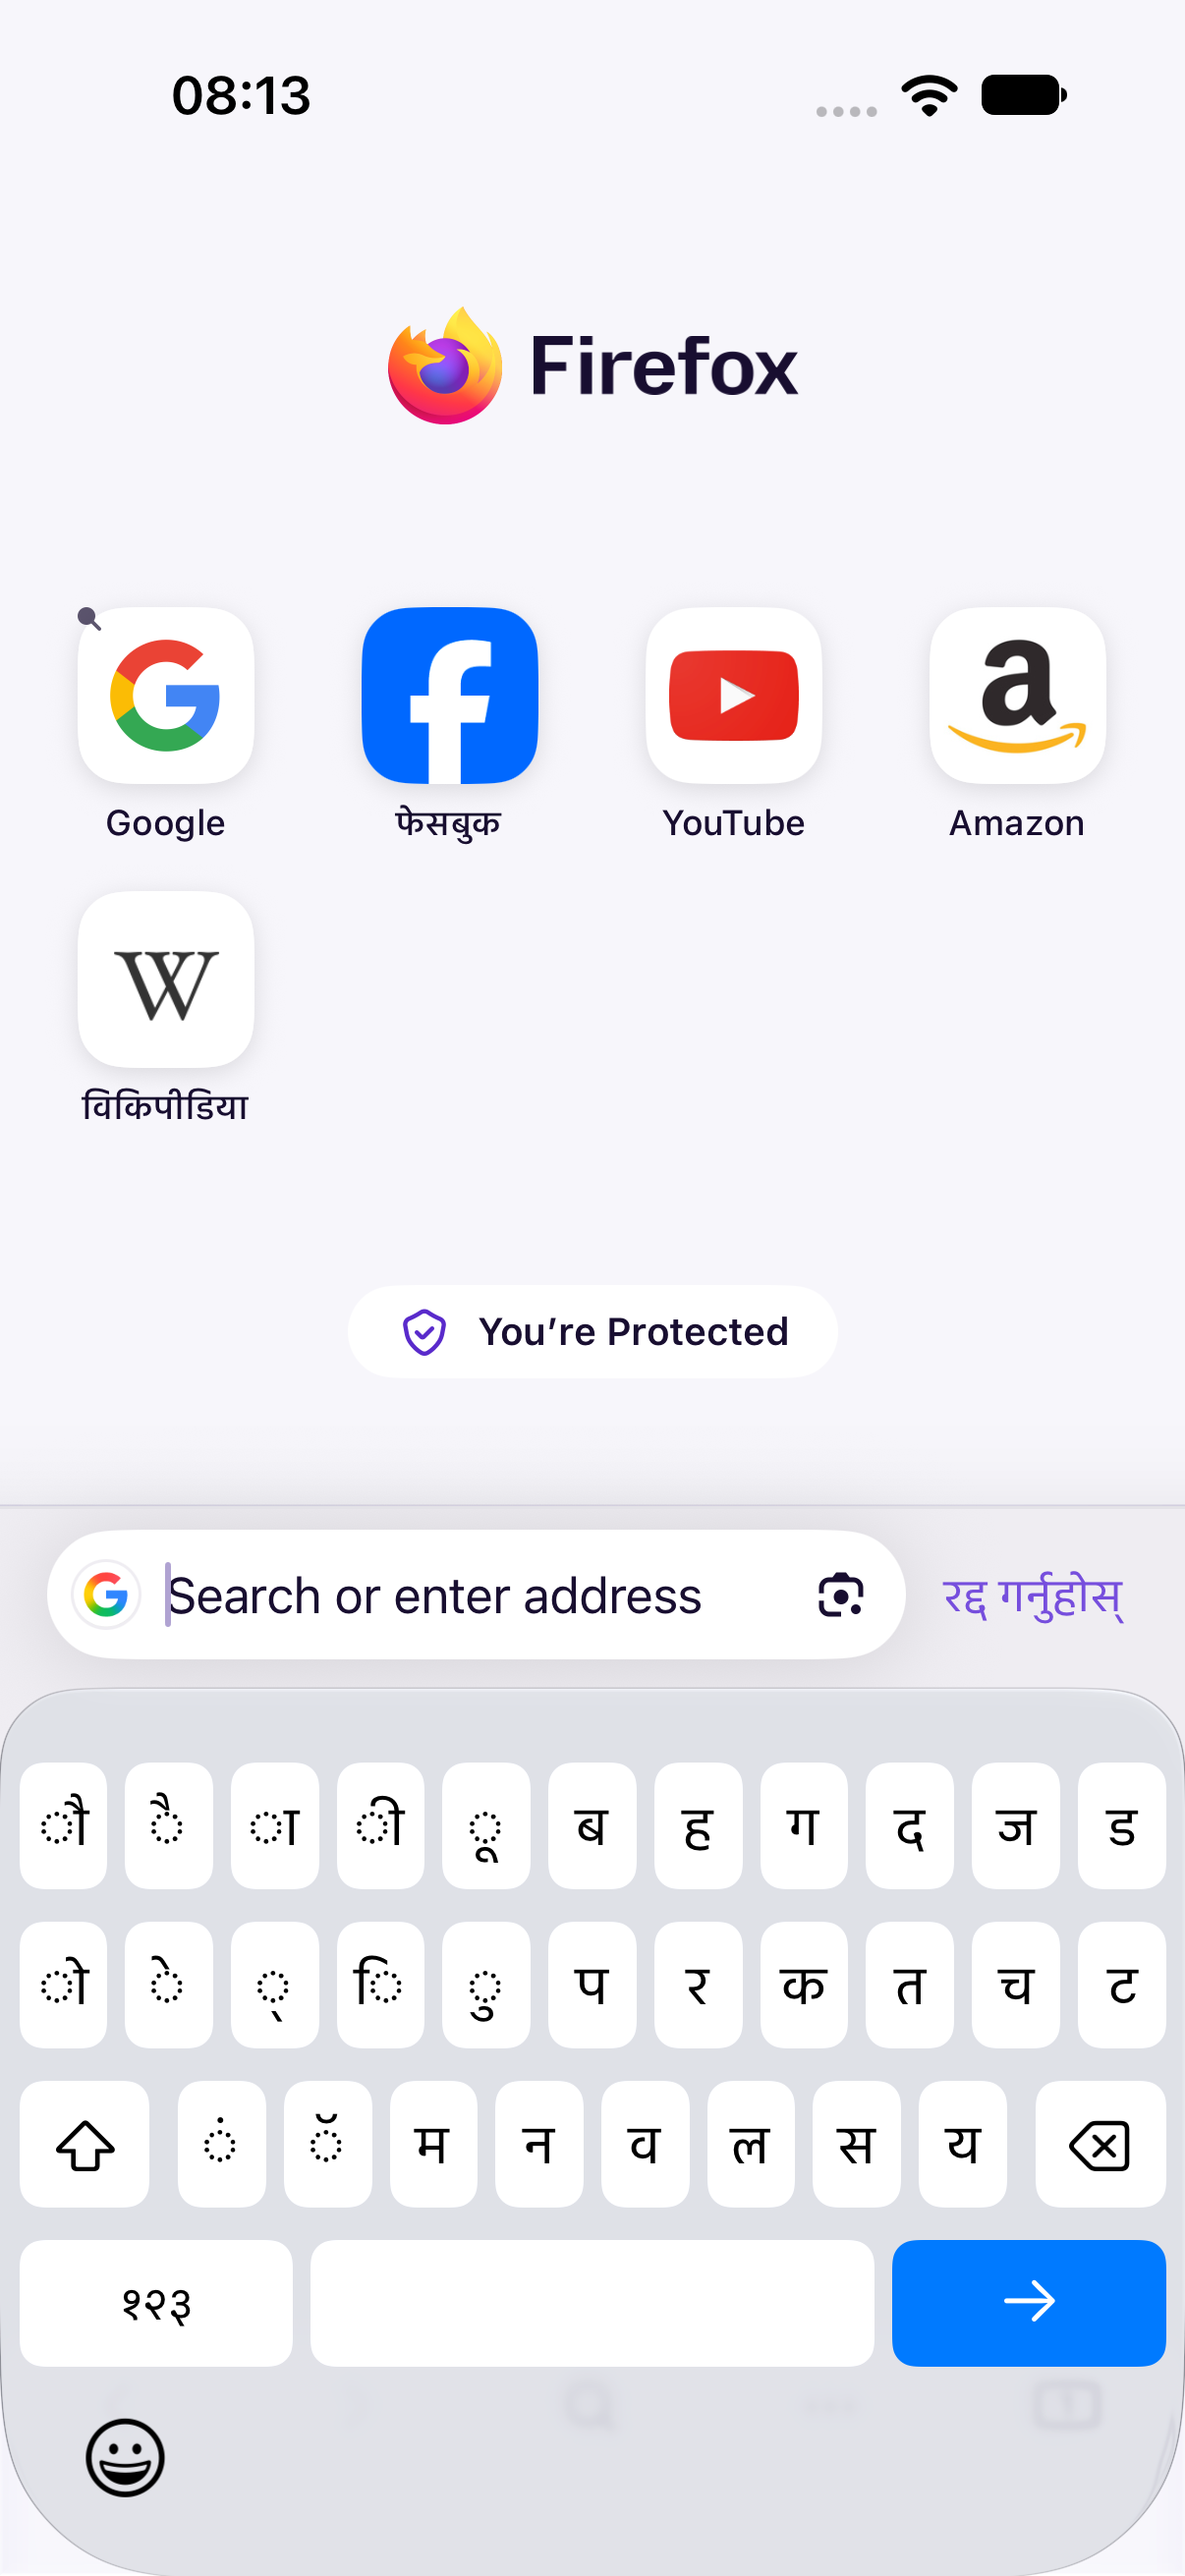 08:13
Firefox
Google
फेसबुक
YouTube
Amazon
W
विकिपीडिया
You're Protected
Search or enter address
रद्द गर्नुहोस्
ौ ै ा ी ू ब ह ग द ज ड
ो े ् ि ु प र क त च ट
ं ॅ म न व ल स य
१२३